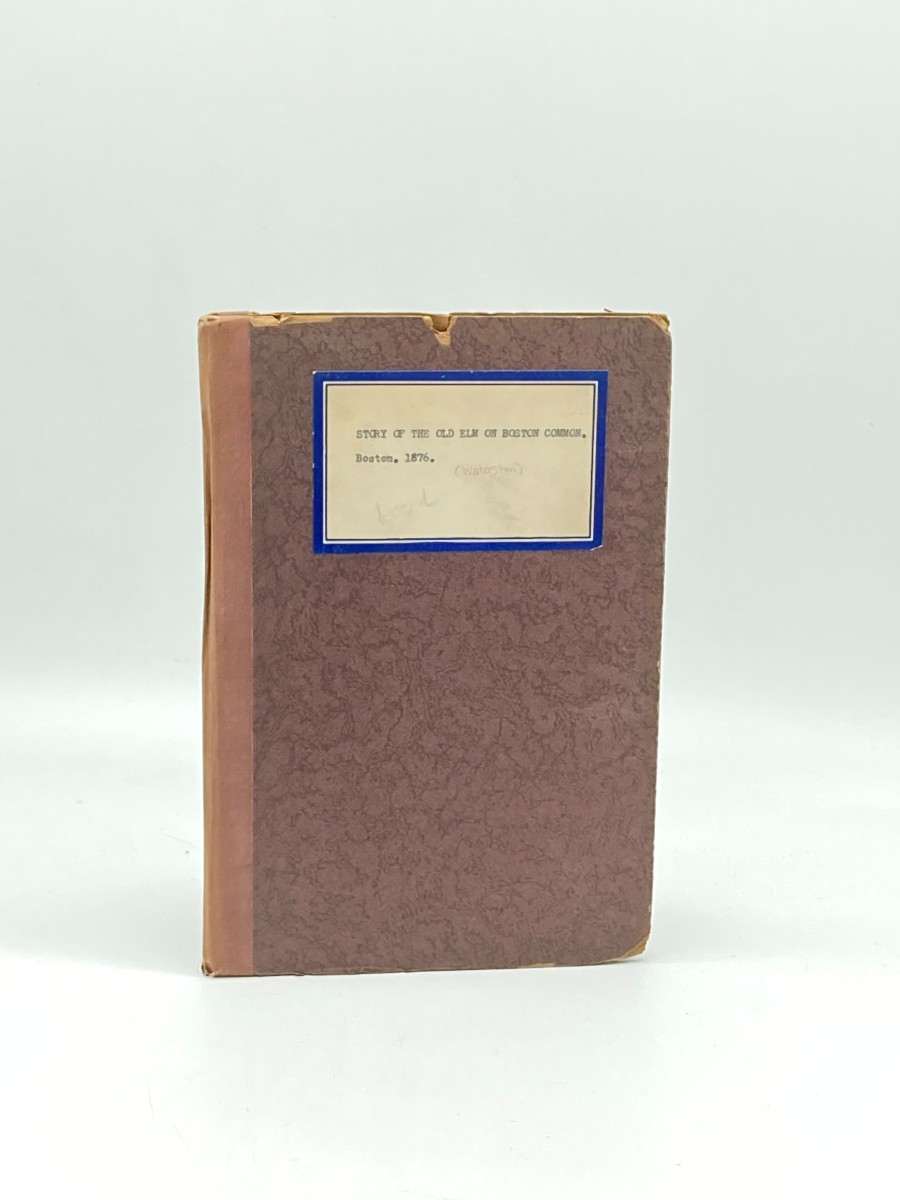 STORY OF THE OLD ELM ON BOSTON COMMON.
Boston. 1876.
(Waterston)